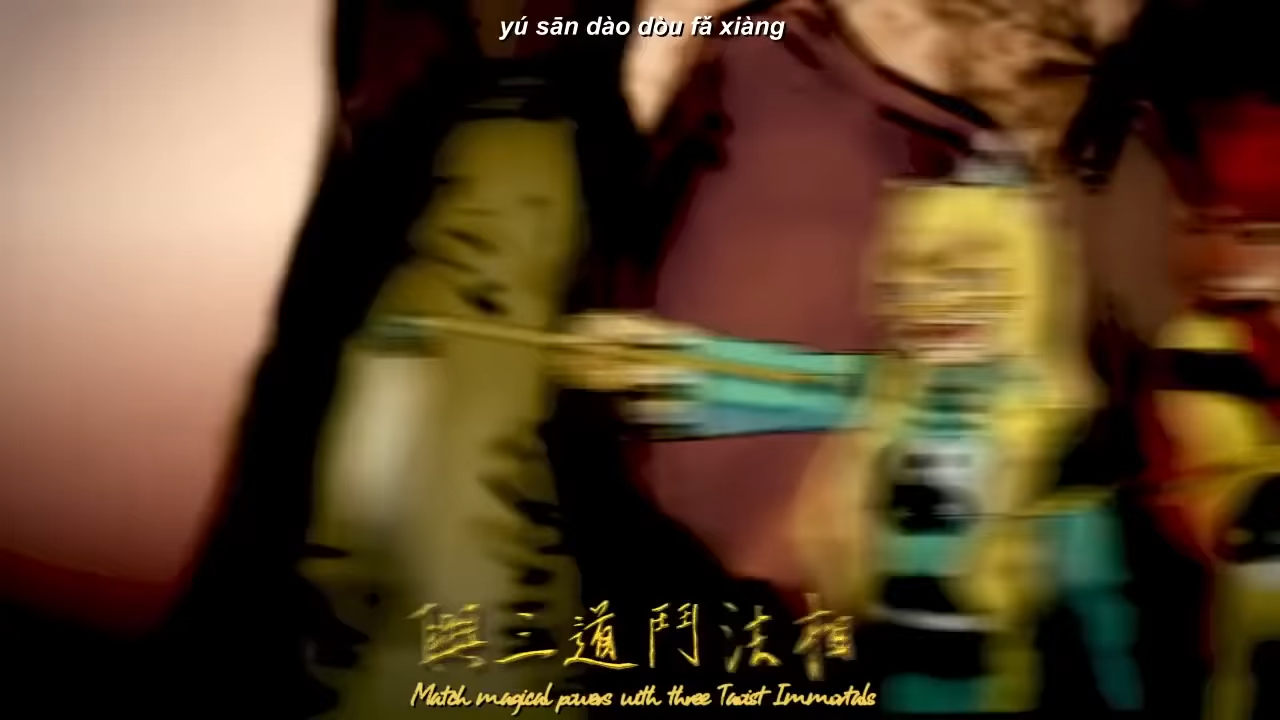 yú sān dào dòu fǎ xiàng
與三道鬥法相
Match magical powers with three Taoist Immortals